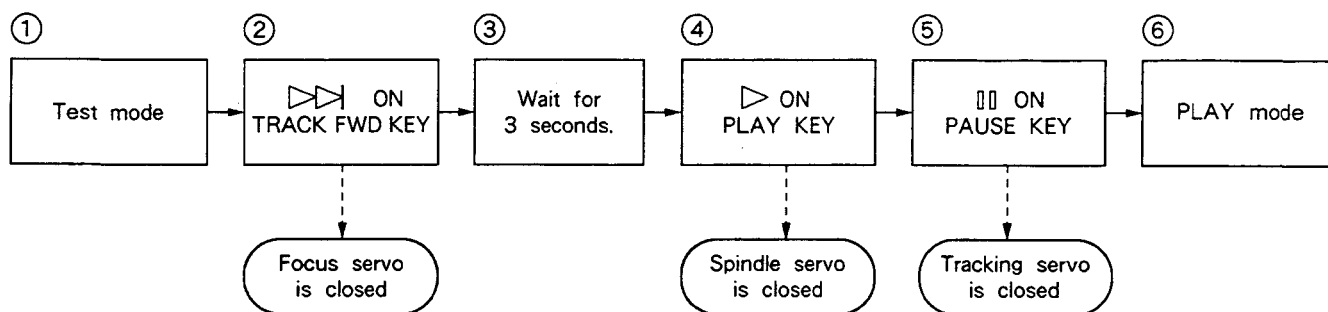 ①
Test mode
②
▷▷| ON
TRACK FWD KEY
Focus servo
is closed
③
Wait for
3 seconds.
④
▷ ON
PLAY KEY
Spindle servo
is closed
⑤
▯▯ ON
PAUSE KEY
Tracking servo
is closed
⑥
PLAY mode